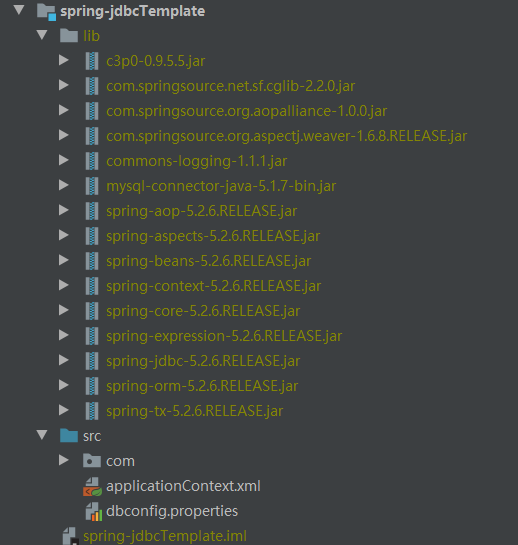 spring-jdbcTemplate
lib
c3p0-0.9.5.5.jar
com.springsource.net.sf.cglib-2.2.0.jar
com.springsource.org.aopalliance-1.0.0.jar
com.springsource.org.aspectj.weaver-1.6.8.RELEASE.jar
commons-logging-1.1.1.jar
mysql-connector-java-5.1.7-bin.jar
spring-aop-5.2.6.RELEASE.jar
spring-aspects-5.2.6.RELEASE.jar
spring-beans-5.2.6.RELEASE.jar
spring-context-5.2.6.RELEASE.jar
spring-core-5.2.6.RELEASE.jar
spring-expression-5.2.6.RELEASE.jar
spring-jdbc-5.2.6.RELEASE.jar
spring-orm-5.2.6.RELEASE.jar
spring-tx-5.2.6.RELEASE.jar
src
com
applicationContext.xml
dbconfig.properties
spring-jdbcTemplate.iml